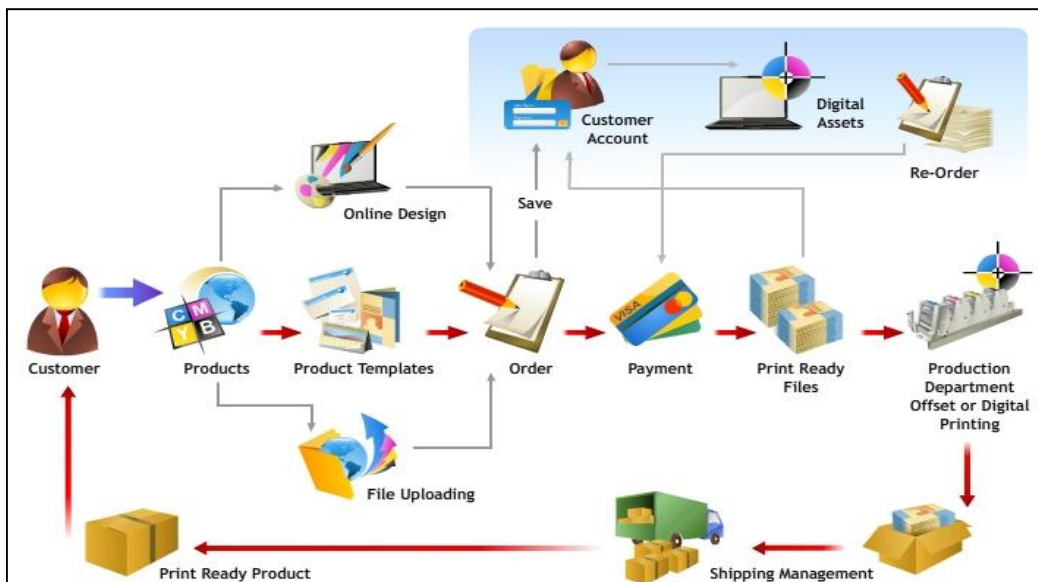 Customer
Account
Digital
Assets
Re-Order
Online Design
Save
C M
Y B
VISA
Customer
Products
Product Templates
Order
Payment
Print Ready
Files
Production
Department
Offset or Digital
Printing
File Uploading
Print Ready Product
Shipping Management